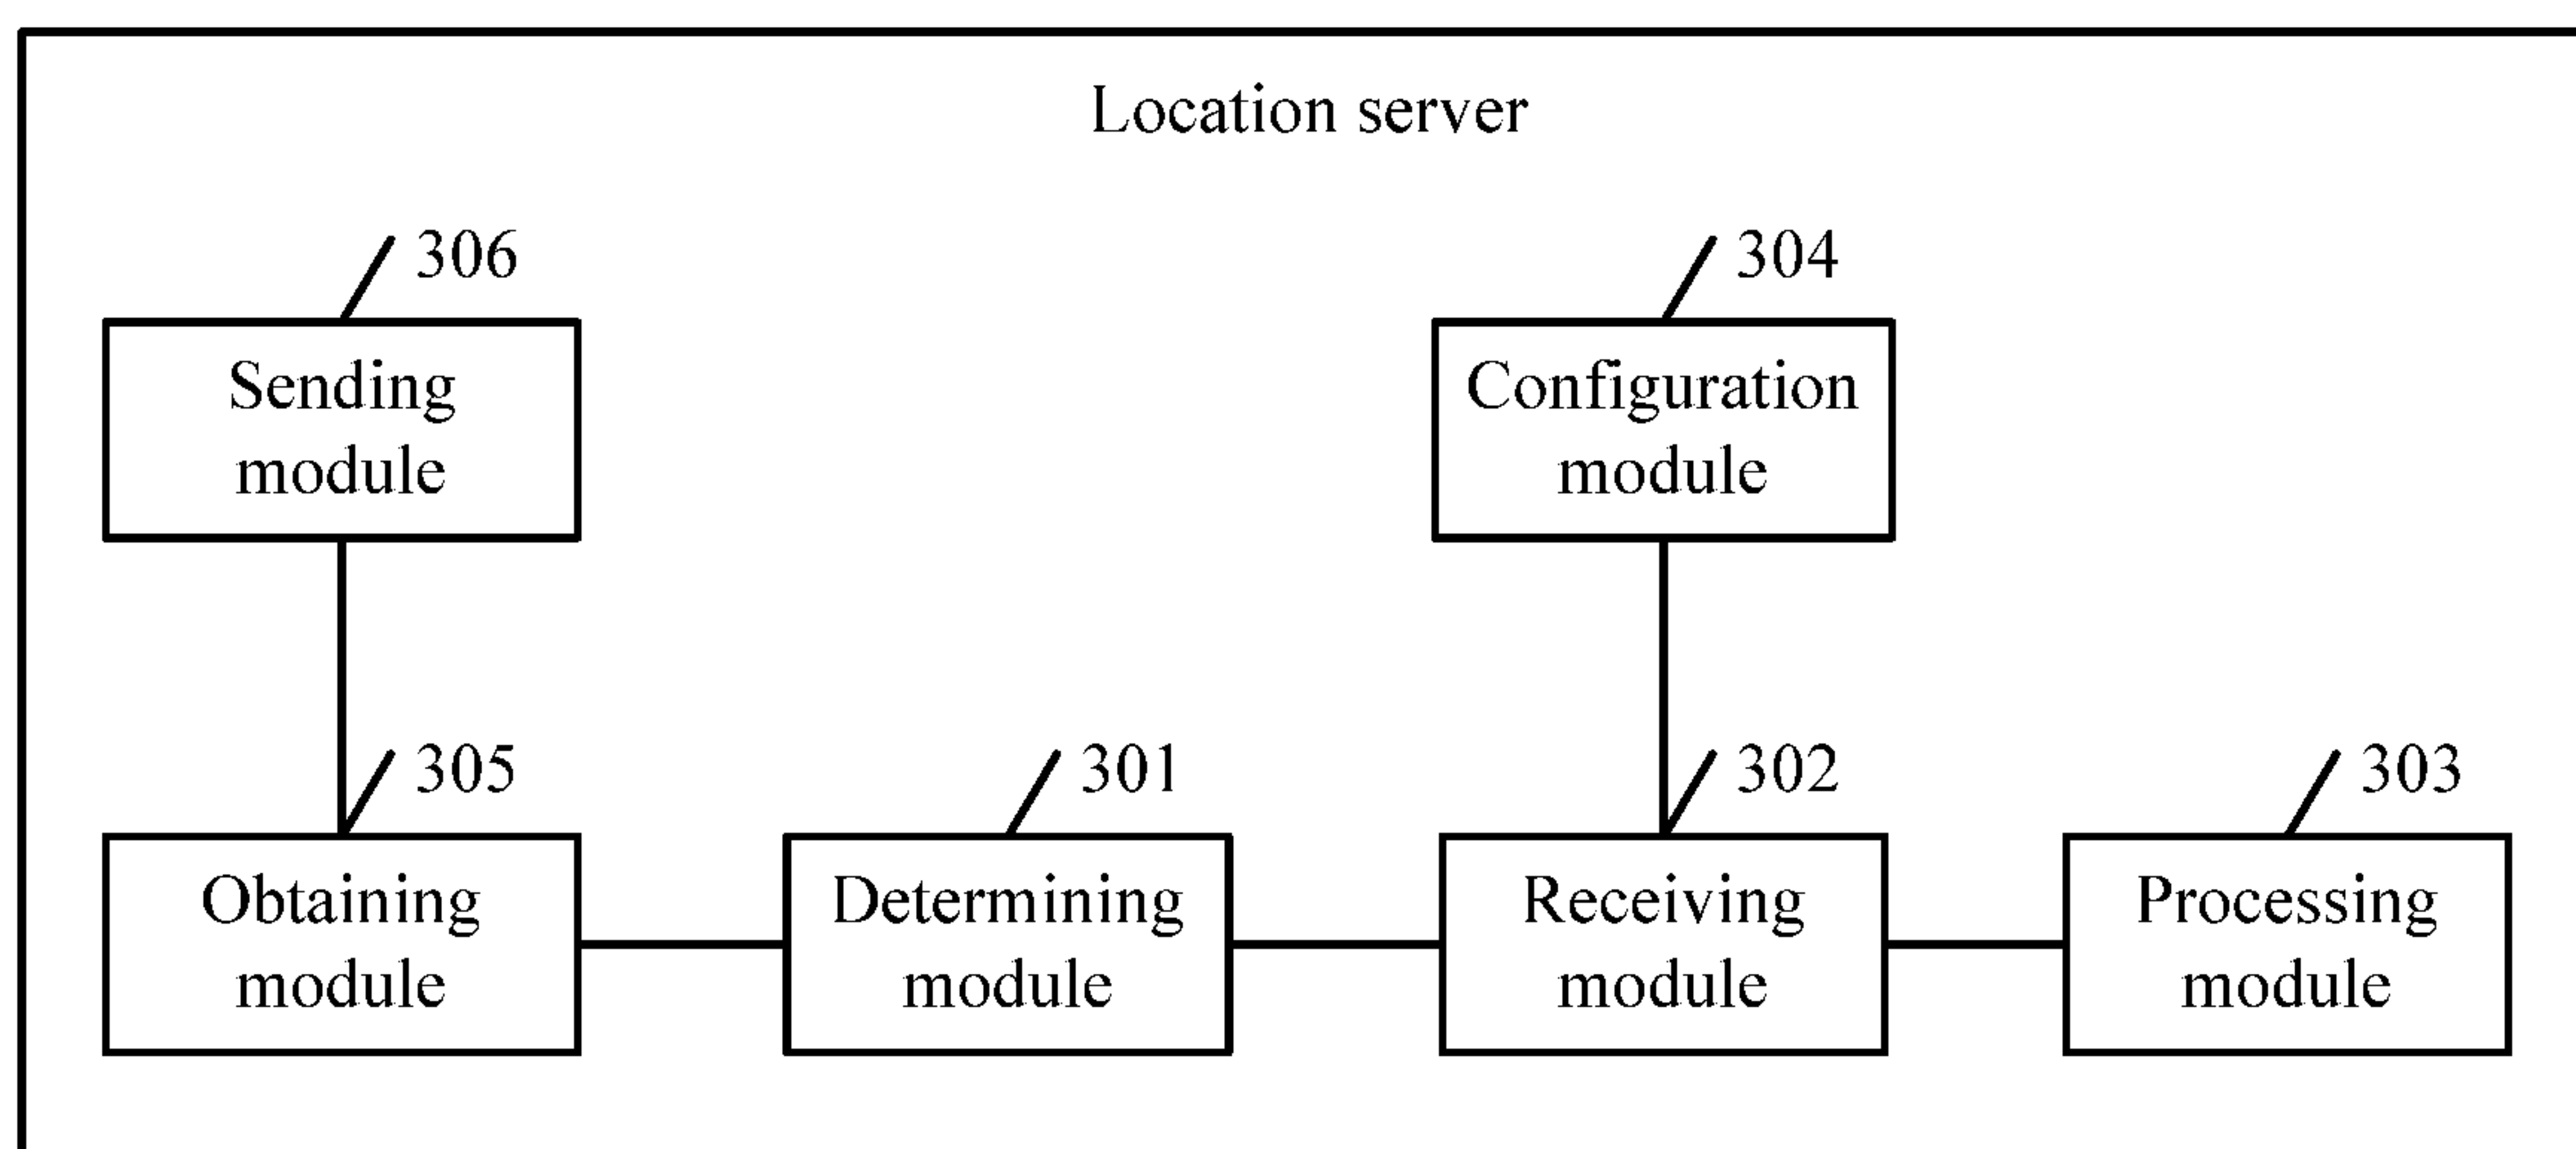 Location server
306
304
Sending
module
Configuration
module
305
301
302
303
Obtaining
module
Determining
module
Receiving
module
Processing
module